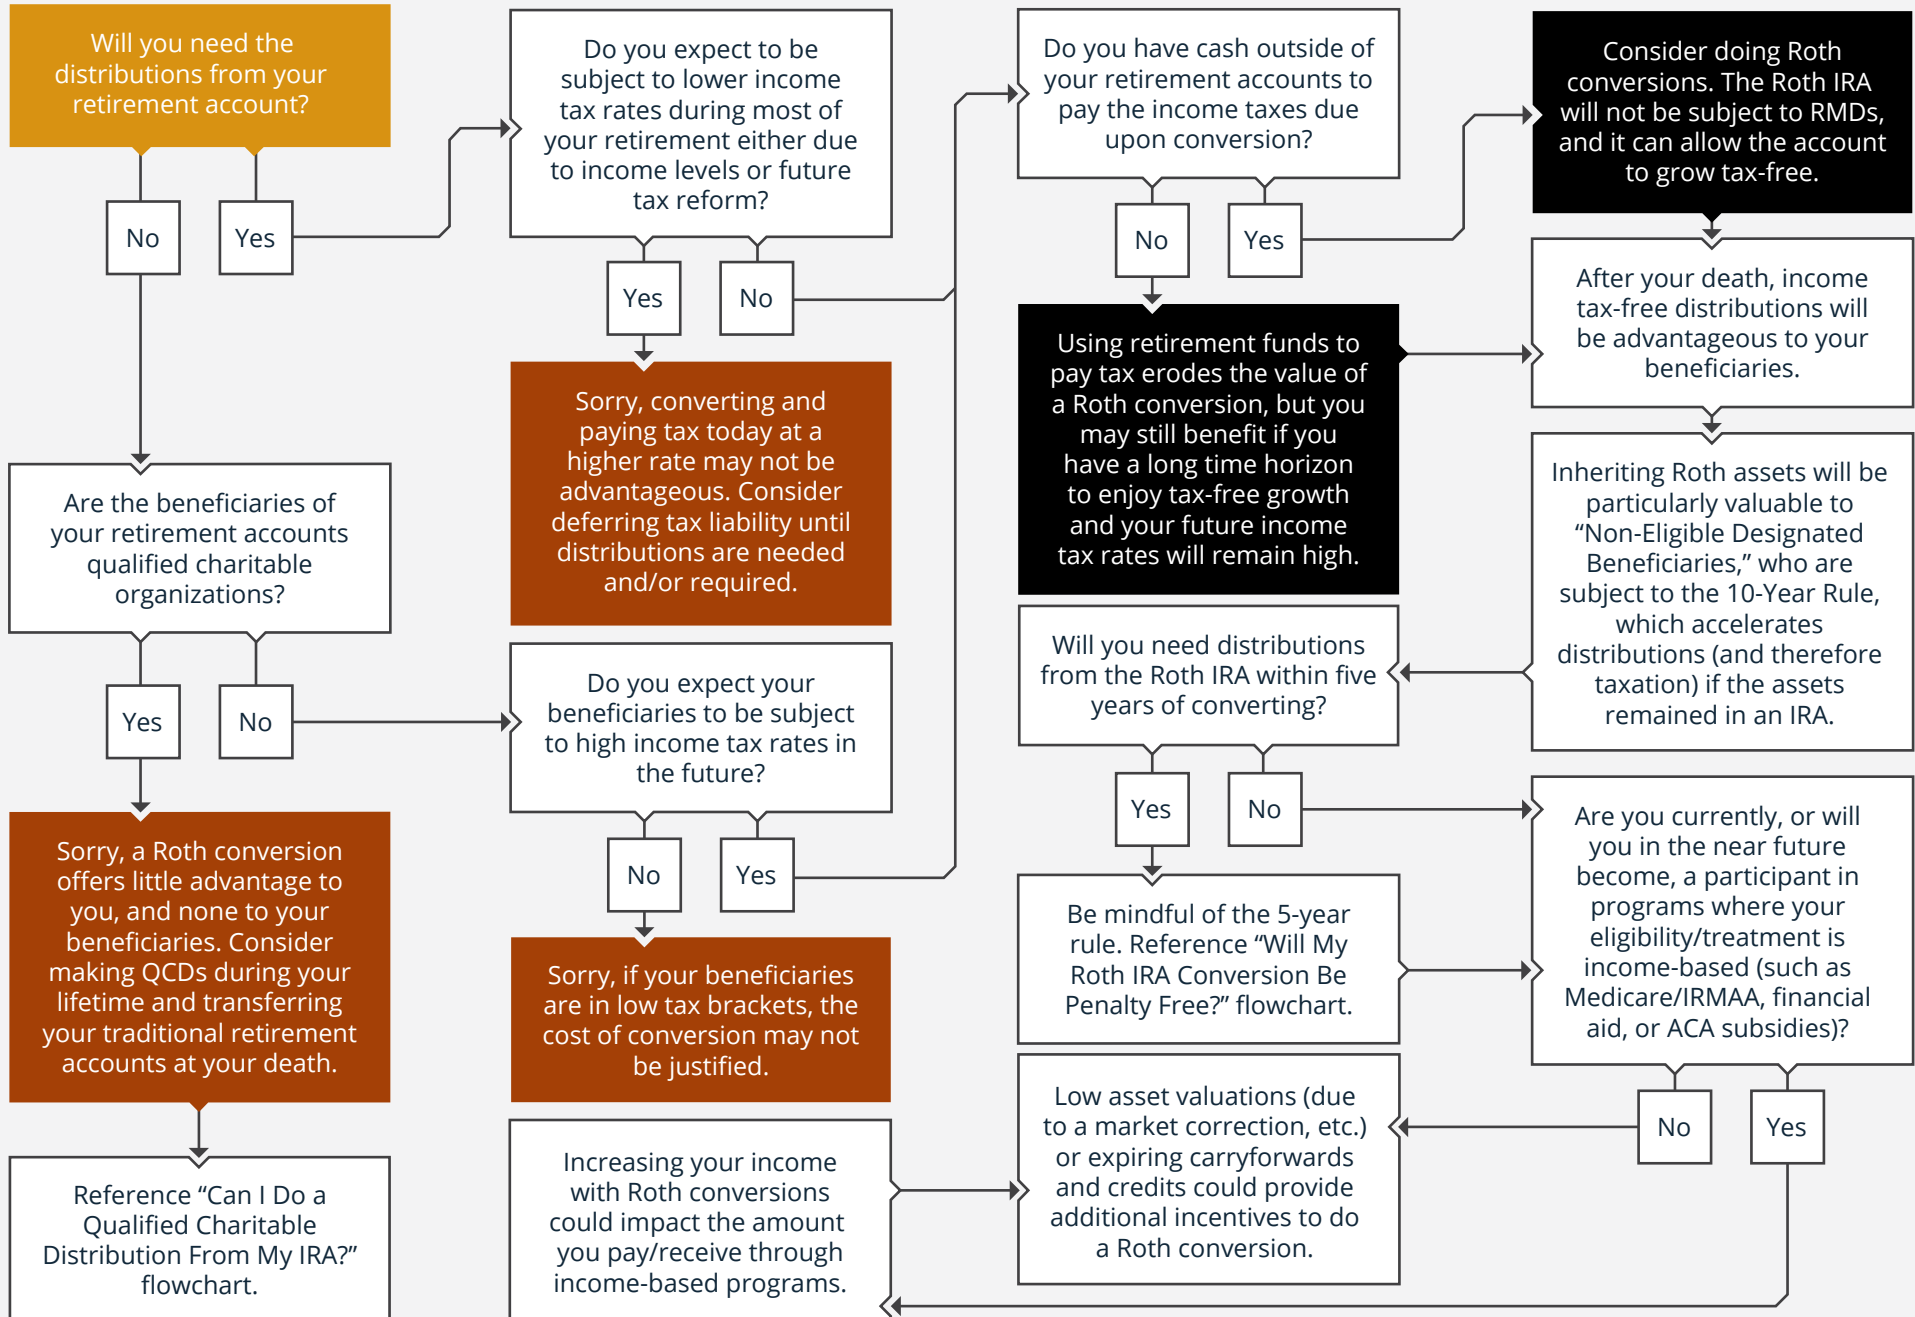 Will you need the
distributions from your
retirement account?
No
Yes
Do you expect to be
subject to lower income
tax rates during most of
your retirement either due
to income levels or future
tax reform?
Yes
No
Sorry, converting and
paying tax today at a
higher rate may not be
advantageous. Consider
deferring tax liability until
distributions are needed
and/or required.
Are the beneficiaries of
your retirement accounts
qualified charitable
organizations?
Yes
No
Sorry, a Roth conversion
offers little advantage to
you, and none to your
beneficiaries. Consider
making QCDs during your
lifetime and transferring
your traditional retirement
accounts at your death.
Reference “Can I Do a
Qualified Charitable
Distribution From My IRA?”
flowchart.
Do you expect your
beneficiaries to be subject
to high income tax rates in
the future?
No
Yes
Sorry, if your beneficiaries
are in low tax brackets, the
cost of conversion may not
be justified.
Do you have cash outside of
your retirement accounts to
pay the income taxes due
upon conversion?
No
Yes
Using retirement funds to
pay tax erodes the value of
a Roth conversion, but you
may still benefit if you
have a long time horizon
to enjoy tax-free growth
and your future income
tax rates will remain high.
Consider doing Roth
conversions. The Roth IRA
will not be subject to RMDs,
and it can allow the account
to grow tax-free.
After your death, income
tax-free distributions will
be advantageous to your
beneficiaries.
Inheriting Roth assets will be
particularly valuable to
“Non-Eligible Designated
Beneficiaries,” who are
subject to the 10-Year Rule,
which accelerates
distributions (and therefore
taxation) if the assets
remained in an IRA.
Will you need distributions
from the Roth IRA within five
years of converting?
Yes
No
Be mindful of the 5-year
rule. Reference “Will My
Roth IRA Conversion Be
Penalty Free?” flowchart.
Are you currently, or will
you in the near future
become, a participant in
programs where your
eligibility/treatment is
income-based (such as
Medicare/IRMAA, financial
aid, or ACA subsidies)?
No
Yes
Increasing your income
with Roth conversions
could impact the amount
you pay/receive through
income-based programs.
Low asset valuations (due
to a market correction, etc.)
or expiring carryforwards
and credits could provide
additional incentives to do
a Roth conversion.